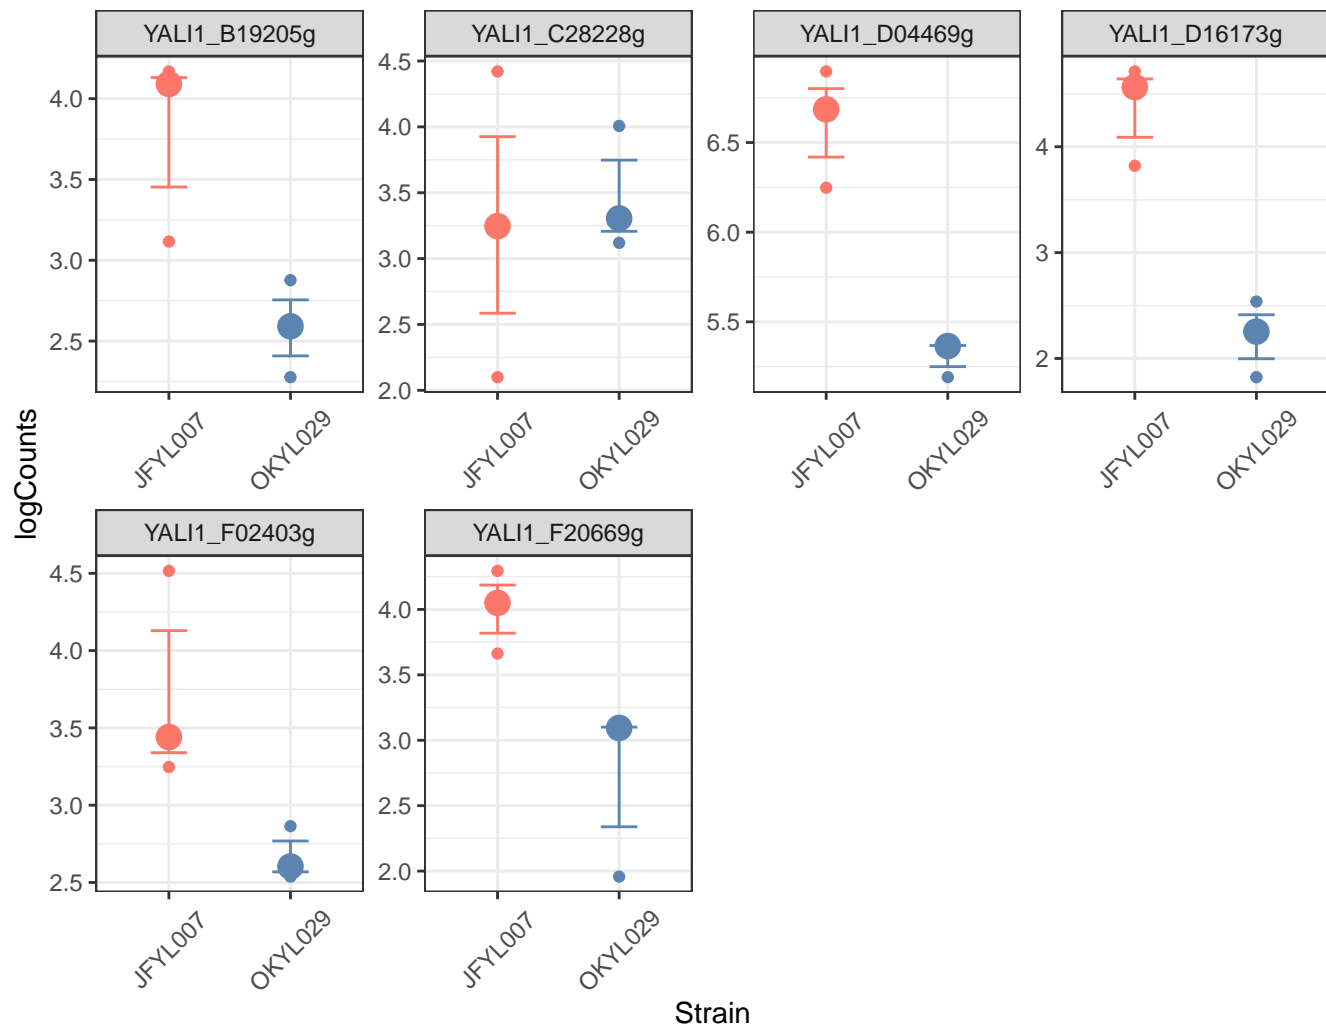 YALI1_B19205g
YALI1_C28228g
YALI1_D04469g
YALI1_D16173g
4.0
3.5
3.0
2.5
4.5
4.0
3.5
3.0
2.5
2.0
6.5
6.0
5.5
4
3
2
JFYL007
OKYL029
JFYL007
OKYL029
JFYL007
OKYL029
JFYL007
OKYL029
logCounts
YALI1_F02403g
YALI1_F20669g
4.5
4.0
3.5
3.0
2.5
4.0
3.5
3.0
2.5
2.0
JFYL007
OKYL029
JFYL007
OKYL029
Strain